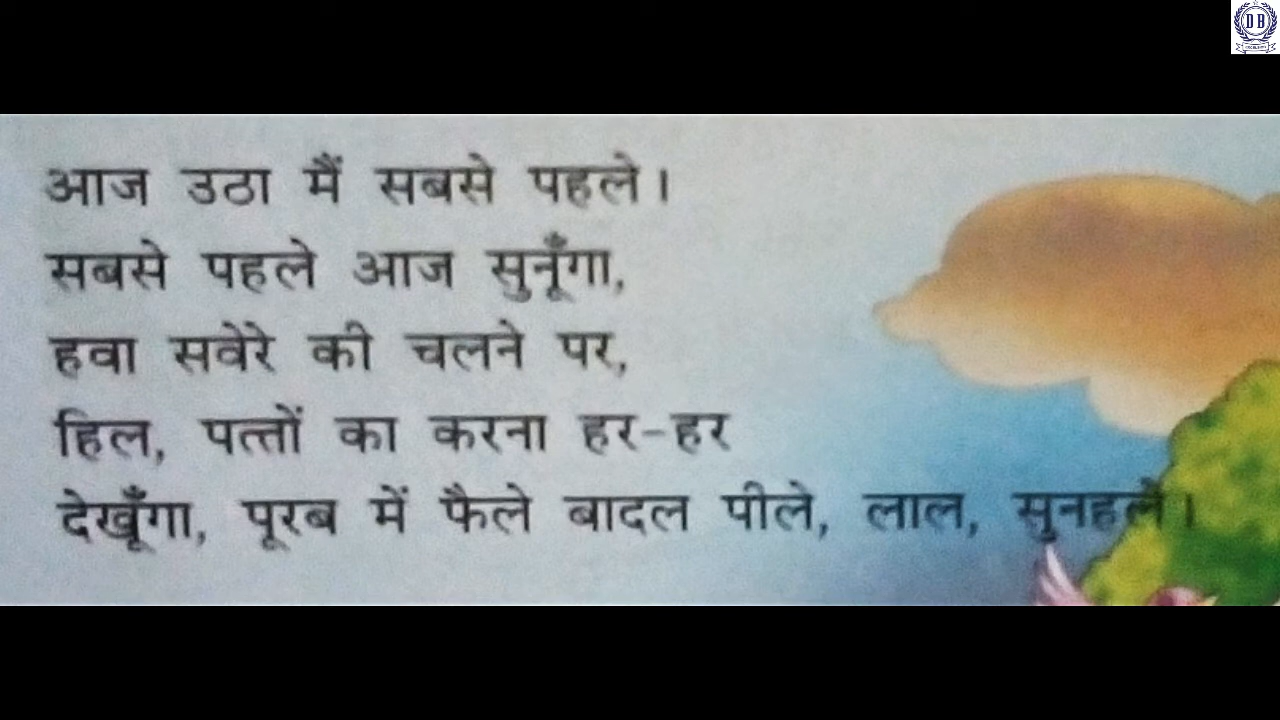 D B
आज उठा मैं सबसे पहले।
सबसे पहले आज सुनूँगा,
हवा सवेरे की चलने पर,
हिल, पत्तों का करना हर-हर
देखूँगा, पूरब में फैले बादल पीले, लाल, सुनहले।